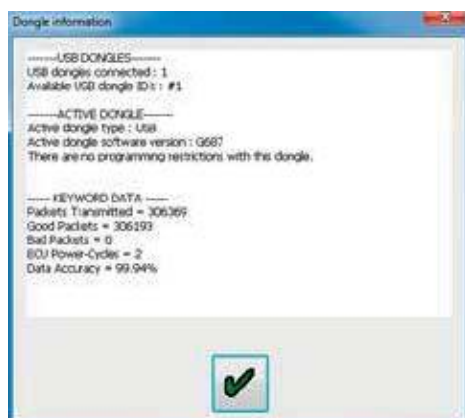 Dongle information
-------USB DONGLES-------
USB dongles connected : 1
Available USB dongle ID's : #1
-------ACTIVE DONGLE-------
Active dongle type : USB
Active dongle software version : G687
There are no programming restrictions with this dongle.
------ KEYWORD DATA ------
Packets Transmitted = 306369
Good Packets = 306193
Bad Packets = 0
ECU Power-Cycles = 2
Data Accuracy = 99.94%